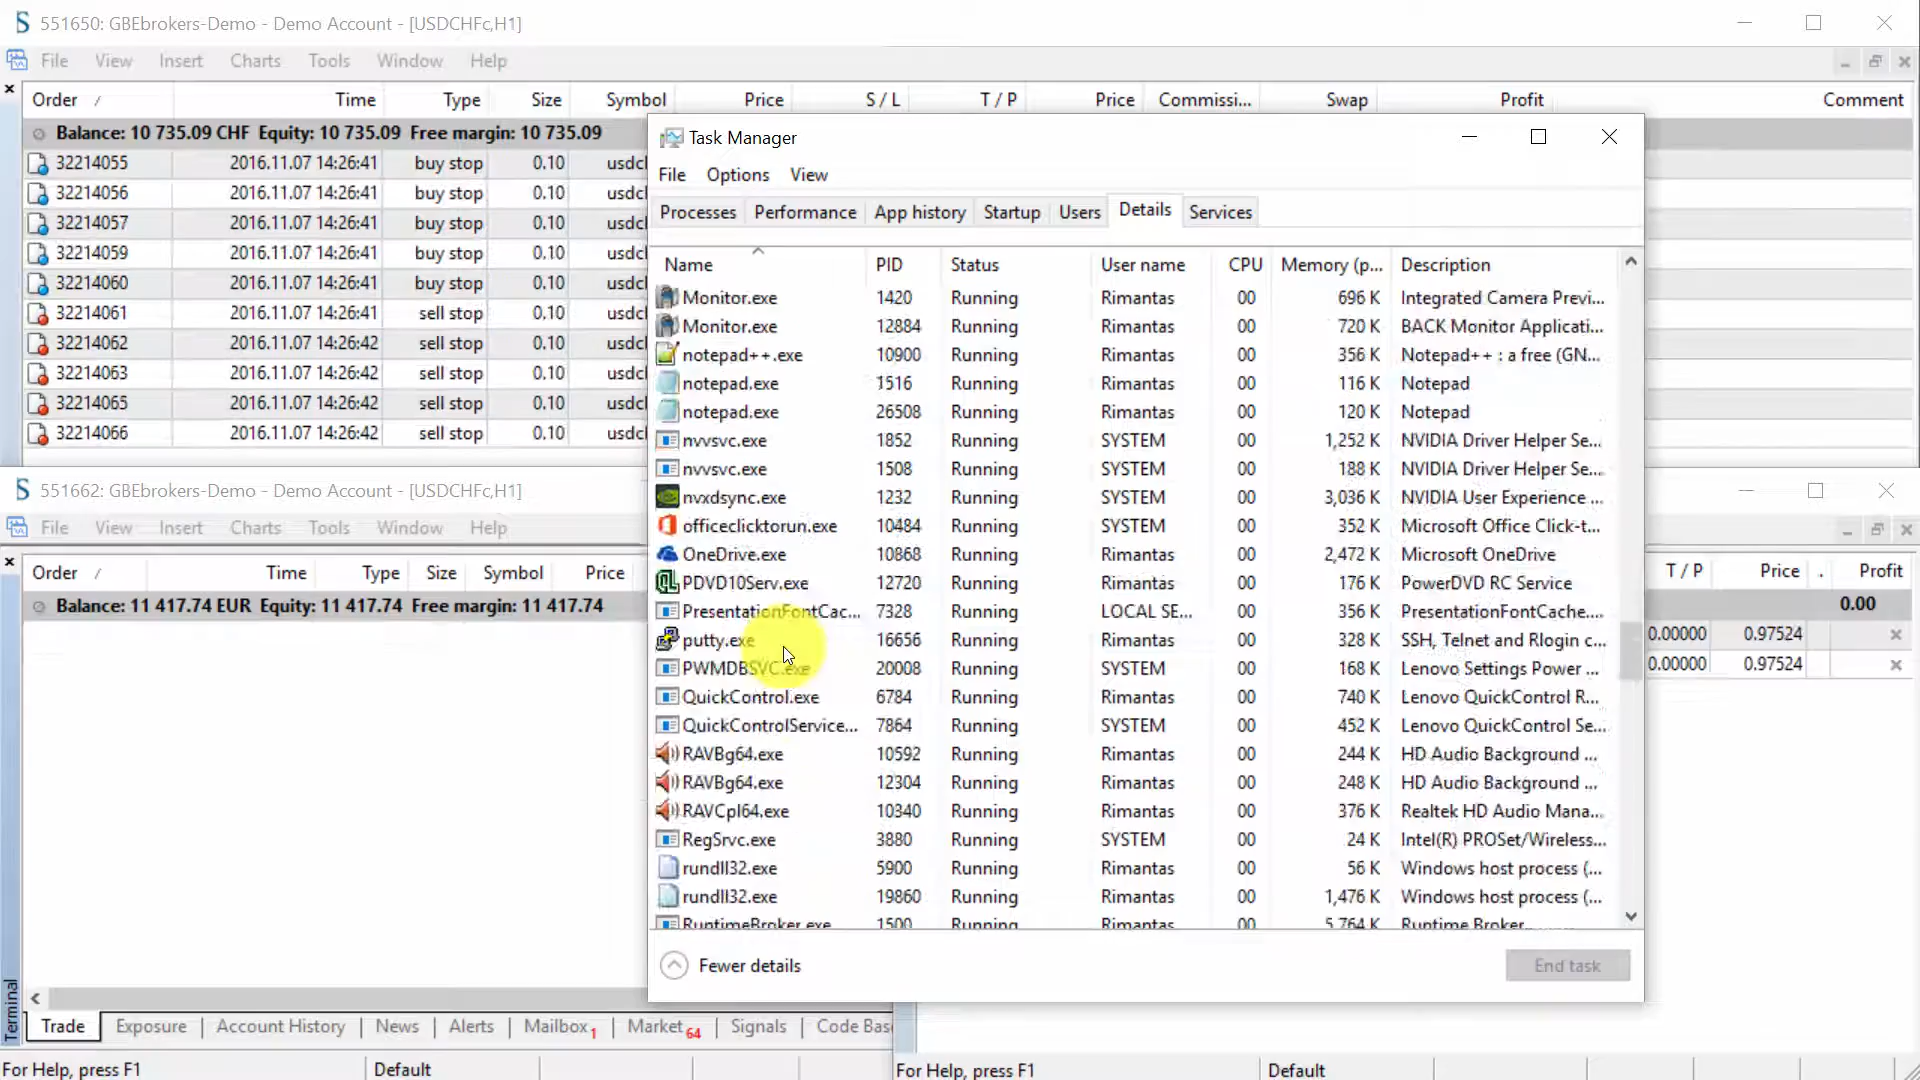 551650: GBEbrokers-Demo - Demo Account - [USDCHFc,H1]
File View Insert Charts Tools Window Help
Order / Time Type Size Symbol Price S / L T / P Price Commissi... Swap Profit Comment
Balance: 10 735.09 CHF Equity: 10 735.09 Free margin: 10 735.09
32214055 2016.11.07 14:26:41 buy stop 0.10
32214056 2016.11.07 14:26:41 buy stop 0.10
32214057 2016.11.07 14:26:41 buy stop 0.10
32214059 2016.11.07 14:26:41 buy stop 0.10
32214060 2016.11.07 14:26:41 buy stop 0.10
32214061 2016.11.07 14:26:41 sell stop 0.10
32214062 2016.11.07 14:26:42 sell stop 0.10
32214063 2016.11.07 14:26:42 sell stop 0.10
32214065 2016.11.07 14:26:42 sell stop 0.10
32214066 2016.11.07 14:26:42 sell stop 0.10
Task Manager
File Options View
Processes Performance App history Startup Users Details Services
Name PID Status User name CPU Memory (p... Description
Monitor.exe 1420 Running Rimantas 00 696 K Integrated Camera Previ...
Monitor.exe 12884 Running Rimantas 00 720 K BACK Monitor Applicati...
notepad++.exe 10900 Running Rimantas 00 356 K Notepad++ : a free (GN...
notepad.exe 1516 Running Rimantas 00 116 K Notepad
notepad.exe 26508 Running Rimantas 00 120 K Notepad
nvvsvc.exe 1852 Running SYSTEM 00 1,252 K NVIDIA Driver Helper Se...
nvvsvc.exe 1508 Running SYSTEM 00 188 K NVIDIA Driver Helper Se...
nvxdsync.exe 1232 Running SYSTEM 00 3,036 K NVIDIA User Experience ...
officeclicktorun.exe 10484 Running SYSTEM 00 352 K Microsoft Office Click-t...
OneDrive.exe 10868 Running Rimantas 00 2,472 K Microsoft OneDrive
PDVD10Serv.exe 12720 Running Rimantas 00 176 K PowerDVD RC Service
PresentationFontCac... 7328 Running LOCAL SE... 00 356 K PresentationFontCache....
putty.exe 16656 Running Rimantas 00 328 K SSH, Telnet and Rlogin c...
PWMDBSVC.exe 20008 Running SYSTEM 00 168 K Lenovo Settings Power ...
QuickControl.exe 6784 Running Rimantas 00 740 K Lenovo QuickControl R...
QuickControlService... 7864 Running SYSTEM 00 452 K Lenovo QuickControl Se...
RAVBg64.exe 10592 Running Rimantas 00 244 K HD Audio Background ...
RAVBg64.exe 12304 Running Rimantas 00 248 K HD Audio Background ...
RAVCpl64.exe 10340 Running Rimantas 00 376 K Realtek HD Audio Mana...
RegSrvc.exe 3880 Running SYSTEM 00 24 K Intel(R) PROSet/Wireless...
rundll32.exe 5900 Running Rimantas 00 56 K Windows host process (...
rundll32.exe 19860 Running Rimantas 00 1,476 K Windows host process (...
RuntimeBroker.exe 1500 Running Rimantas 00 5,764 K Runtime Broker
Fewer details End task
551662: GBEbrokers-Demo - Demo Account - [USDCHFc,H1]
File View Insert Charts Tools Window Help
Order / Time Type Size Symbol Price
Balance: 11 417.74 EUR Equity: 11 417.74 Free margin: 11 417.74
Terminal
Trade Exposure Account History News Alerts Mailbox 1 Market 64 Signals Code Bas
For Help, press F1 Default
T / P Price . Profit
0.00
0.00000 0.97524
0.00000 0.97524
For Help, press F1 Default